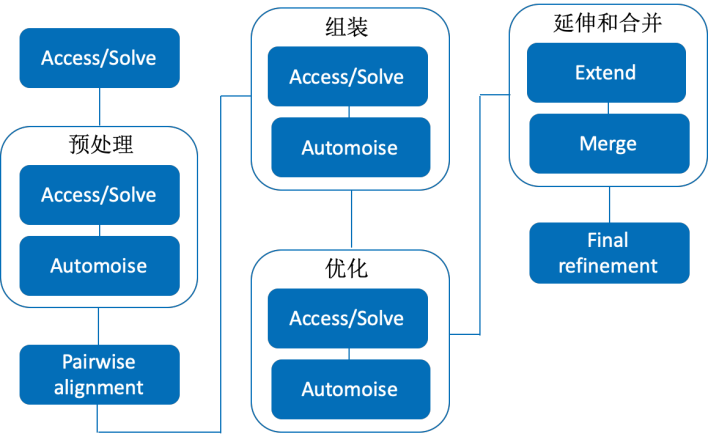 Access/Solve
预处理
Access/Solve
Automoise
Pairwise
alignment
组装
Access/Solve
Automoise
优化
Access/Solve
Automoise
延伸和合并
Extend
Merge
Final
refinement